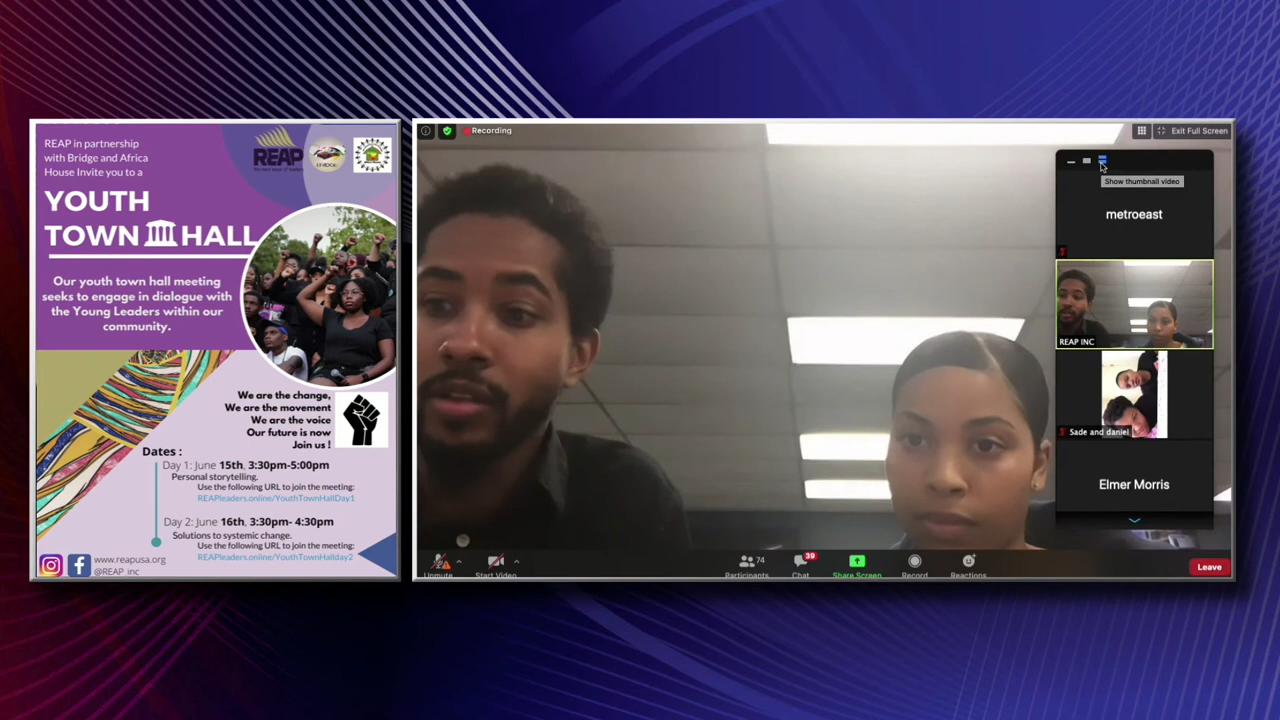 REAP in partnership
with Bridge and Africa
House Invite you to a
REAP
YOUTH
TOWN HALL
Our youth town hall meeting
seeks to engage in dialogue with
the Young Leaders within our
community.
We are the change,
We are the movement
We are the voice
Our future is now
Join us !
Dates :
Day 1: June 15th, 3:30pm-5:00pm
Personal storytelling.
Use the following URL to join the meeting:
REAPleaders.online/YouthTownHallDay1
Day 2: June 16th, 3:30pm- 4:30pm
Solutions to systemic change.
Use the following URL to join the meeting:
REAPleaders.online/YouthTownHallday2
www.reapusa.org
@REAP_inc
Recording
Exit Full Screen
Show thumbnail video
metroeast
REAP INC
Sade and daniel
Elmer Morris
Unmute
Start Video
74
Participants
39
Chat
Share Screen
Record
Reactions
Leave